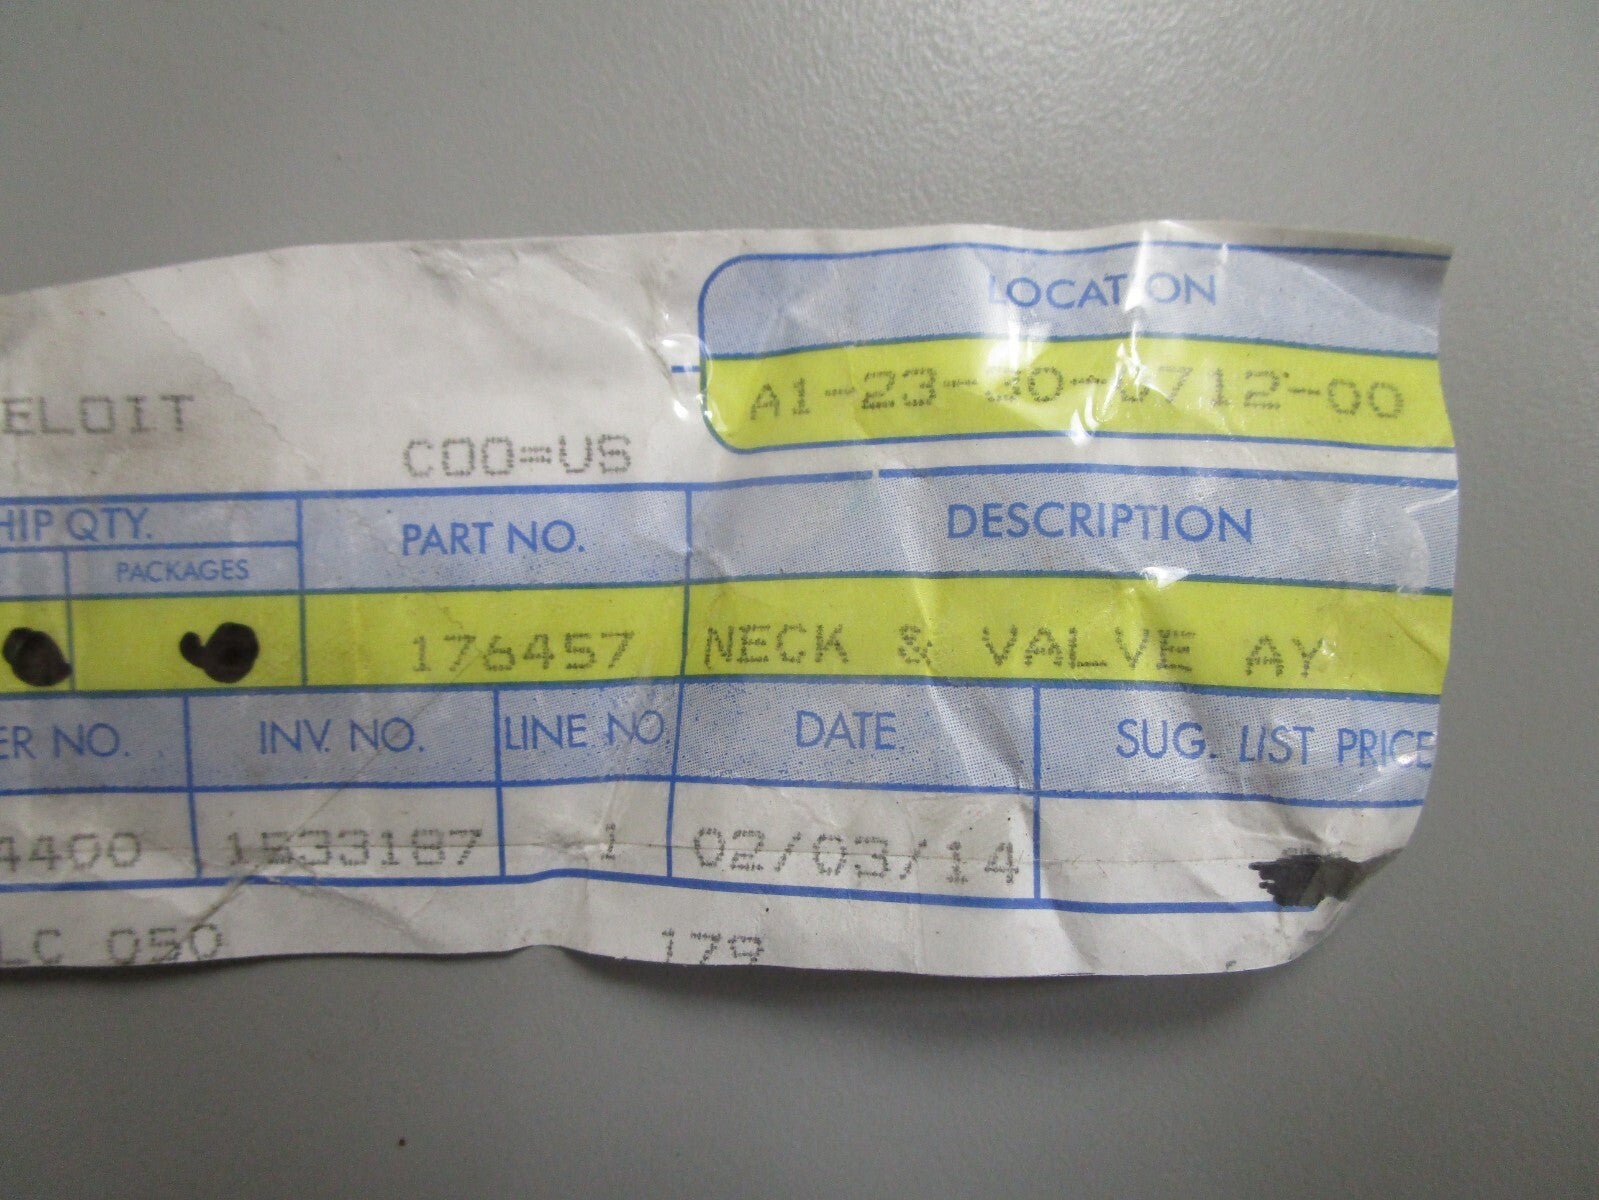 LOCATION
A1-23-30-0712-00
ELOIT
COO=US
HIP QTY.
PART NO.
DESCRIPTION
PACKAGES
176457
NECK & VALVE AY
ER NO.
INV. NO.
LINE NO.
DATE
SUG. LIST PRICE
4400
1533187
1
02/03/14
LC 050
179